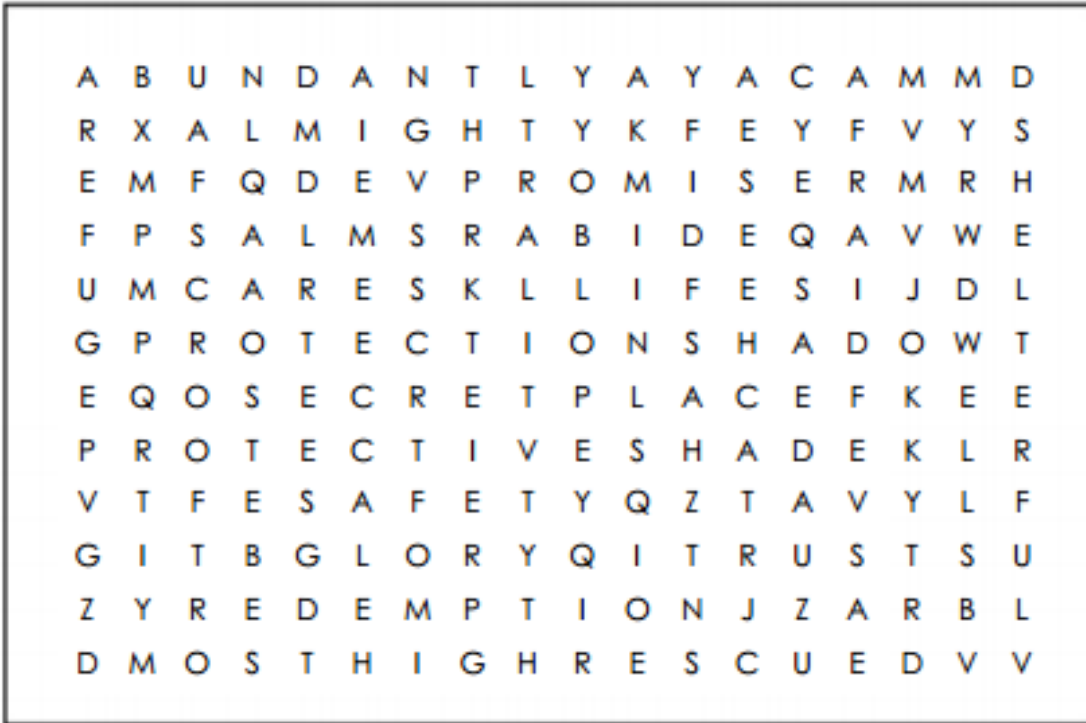 A B U N D A N T L Y A Y A C A M M D
R X A L M I G H T Y K F E Y F V Y S
E M F Q D E V P R O M I S E R M R H
F P S A L M S R A B I D E Q A V W E
U M C A R E S K L L I F E S I J D L
G P R O T E C T I O N S H A D O W T
E Q O S E C R E T P L A C E F K E E
P R O T E C T I V E S H A D E K L R
V T F E S A F E T Y Q Z T A V Y L F
G I T B G L O R Y Q I T R U S T S U
Z Y R E D E M P T I O N J Z A R B L
D M O S T H I G H R E S C U E D V V